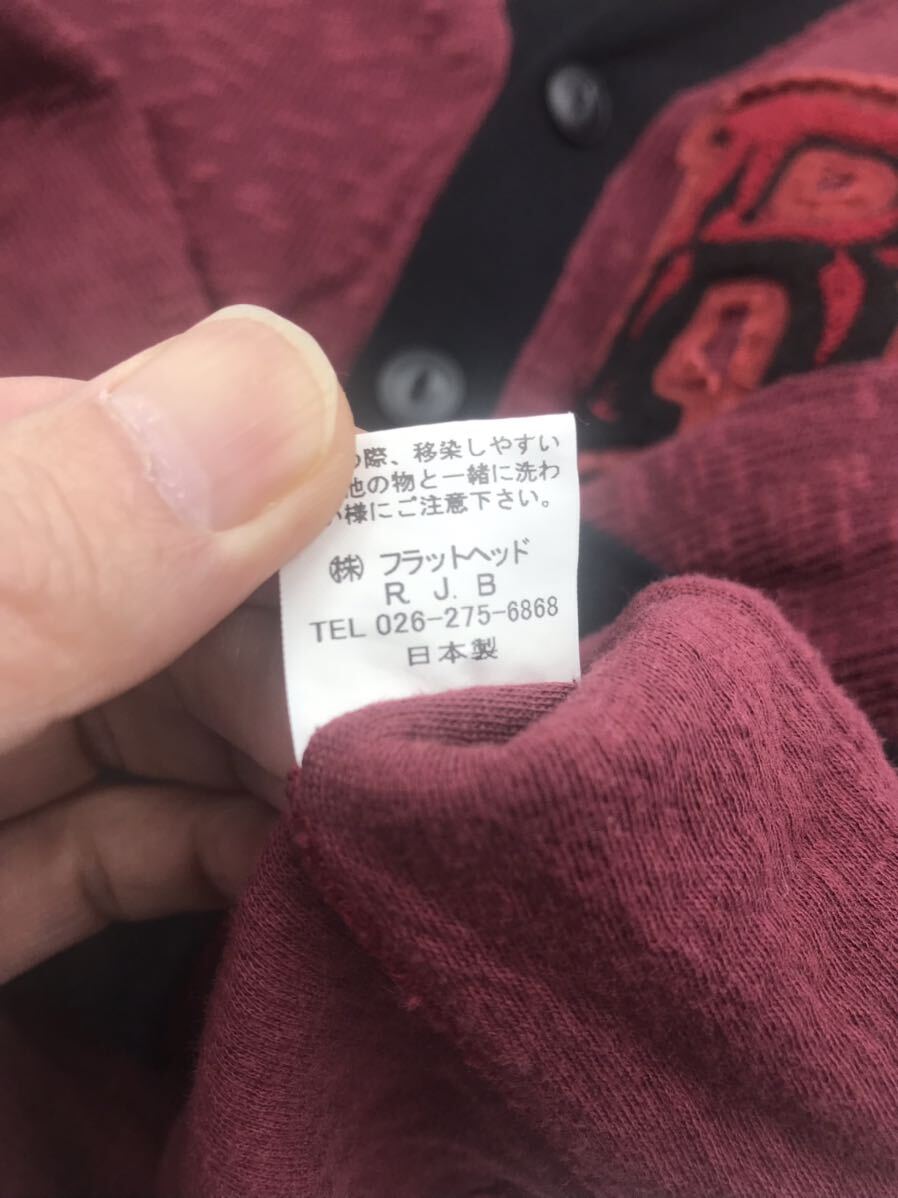 の際、移染しやすい
他の物と一緒に洗わ
い様にご注意下さい。
㈱ フラットヘッド
R J. B
TEL 026-275-6868
日本製